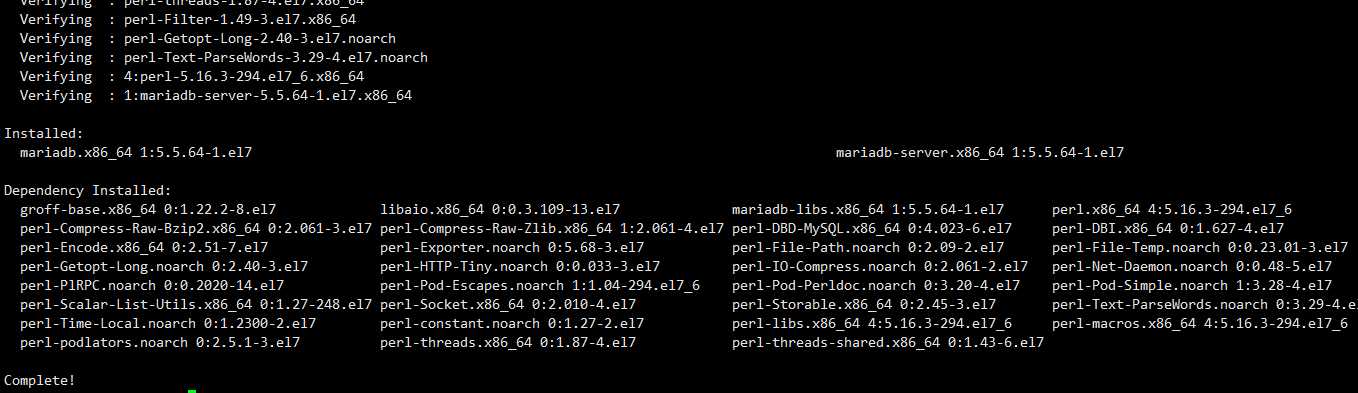 Verifying : perl-threads-1.87-4.el7.x86_64
Verifying : perl-Filter-1.49-3.el7.x86_64
Verifying : perl-Getopt-Long-2.40-3.el7.noarch
Verifying : perl-Text-ParseWords-3.29-4.el7.noarch
Verifying : 4:perl-5.16.3-294.el7_6.x86_64
Verifying : 1:mariadb-server-5.5.64-1.el7.x86_64
Installed:
mariadb.x86_64 1:5.5.64-1.el7 mariadb-server.x86_64 1:5.5.64-1.el7
Dependency Installed:
groff-base.x86_64 0:1.22.2-8.el7 libaio.x86_64 0:0.3.109-13.el7 mariadb-libs.x86_64 1:5.5.64-1.el7 perl.x86_64 4:5.16.3-294.el7_6
perl-Compress-Raw-Bzip2.x86_64 0:2.061-3.el7 perl-Compress-Raw-Zlib.x86_64 1:2.061-4.el7 perl-DBD-MySQL.x86_64 0:4.023-6.el7 perl-DBI.x86_64 0:1.627-4.el7
perl-Encode.x86_64 0:2.51-7.el7 perl-Exporter.noarch 0:5.68-3.el7 perl-File-Path.noarch 0:2.09-2.el7 perl-File-Temp.noarch 0:0.23.01-3.el7
perl-Getopt-Long.noarch 0:2.40-3.el7 perl-HTTP-Tiny.noarch 0:0.033-3.el7 perl-IO-Compress.noarch 0:2.061-2.el7 perl-Net-Daemon.noarch 0:0.48-5.el7
perl-PlRPC.noarch 0:0.2020-14.el7 perl-Pod-Escapes.noarch 1:1.04-294.el7_6 perl-Pod-Perldoc.noarch 0:3.20-4.el7 perl-Pod-Simple.noarch 1:3.28-4.el7
perl-Scalar-List-Utils.x86_64 0:1.27-248.el7 perl-Socket.x86_64 0:2.010-4.el7 perl-Storable.x86_64 0:2.45-3.el7 perl-Text-ParseWords.noarch 0:3.29-4.el
perl-Time-Local.noarch 0:1.2300-2.el7 perl-constant.noarch 0:1.27-2.el7 perl-libs.x86_64 4:5.16.3-294.el7_6 perl-macros.x86_64 4:5.16.3-294.el7_6
perl-podlators.noarch 0:2.5.1-3.el7 perl-threads.x86_64 0:1.87-4.el7 perl-threads-shared.x86_64 0:1.43-6.el7
Complete!